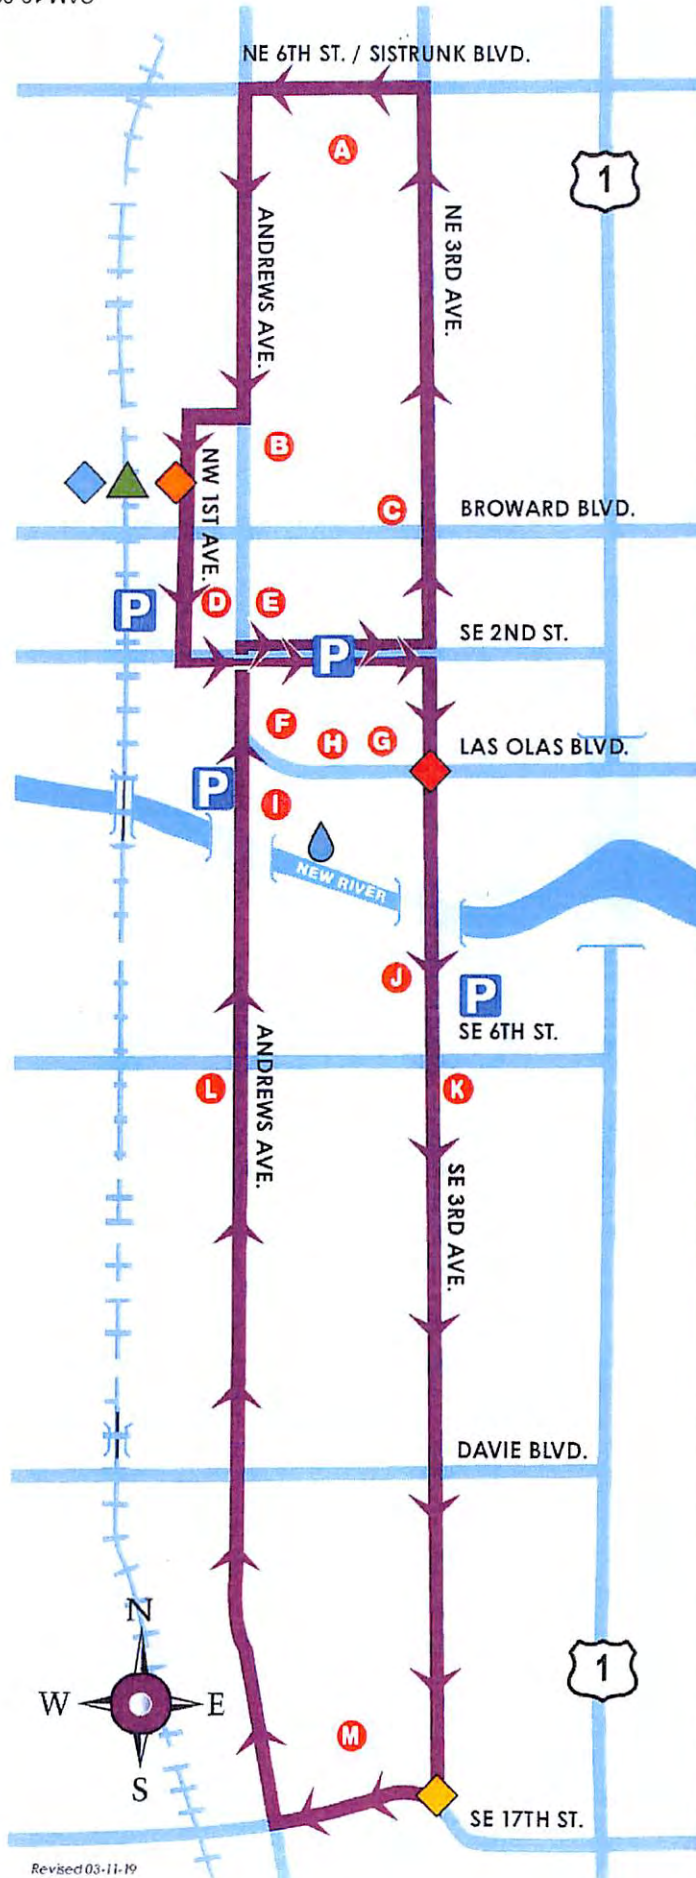 NE 6TH ST. / SISTRUNK BLVD.
A
1
ANDREWS AVE.
NE 3RD AVE.
B
NW 1ST AVE.
C
BROWARD BLVD.
P
D
E
SE 2ND ST.
P
F
H
G
LAS OLAS BLVD.
P
I
NEW RIVER
J
P
SE 6TH ST.
L
ANDREWS AVE.
K
SE 3RD AVE.
DAVIE BLVD.
N
W
E
S
1
M
SE 17TH ST.
Revised 03-11-19